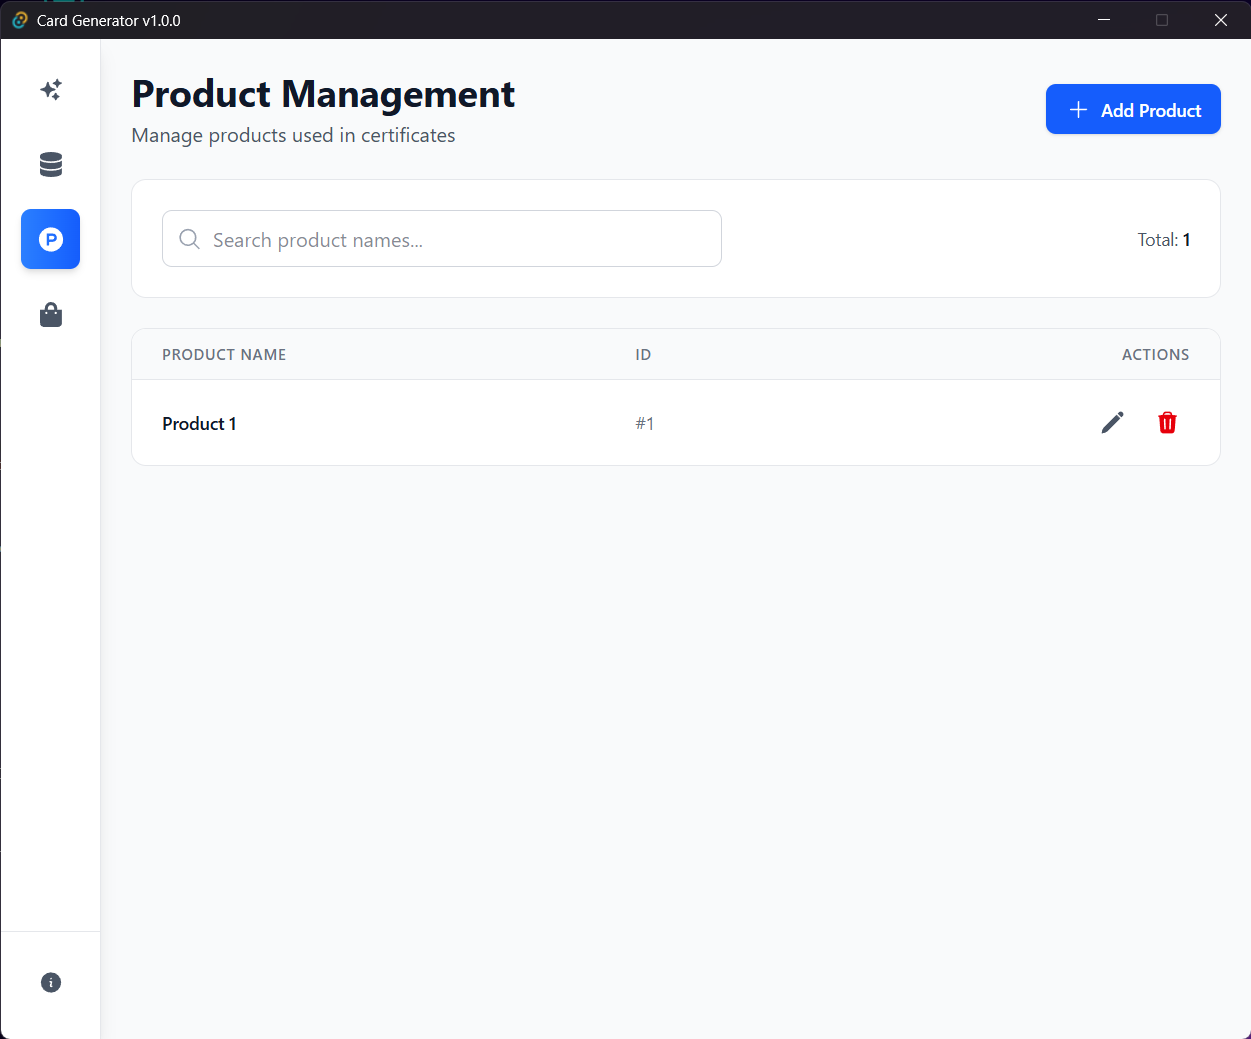 Card Generator v1.0.0
Product Management
Manage products used in certificates
Add Product
P
Search product names...
Total: 1
PRODUCT NAME ID ACTIONS
Product 1 #1
i